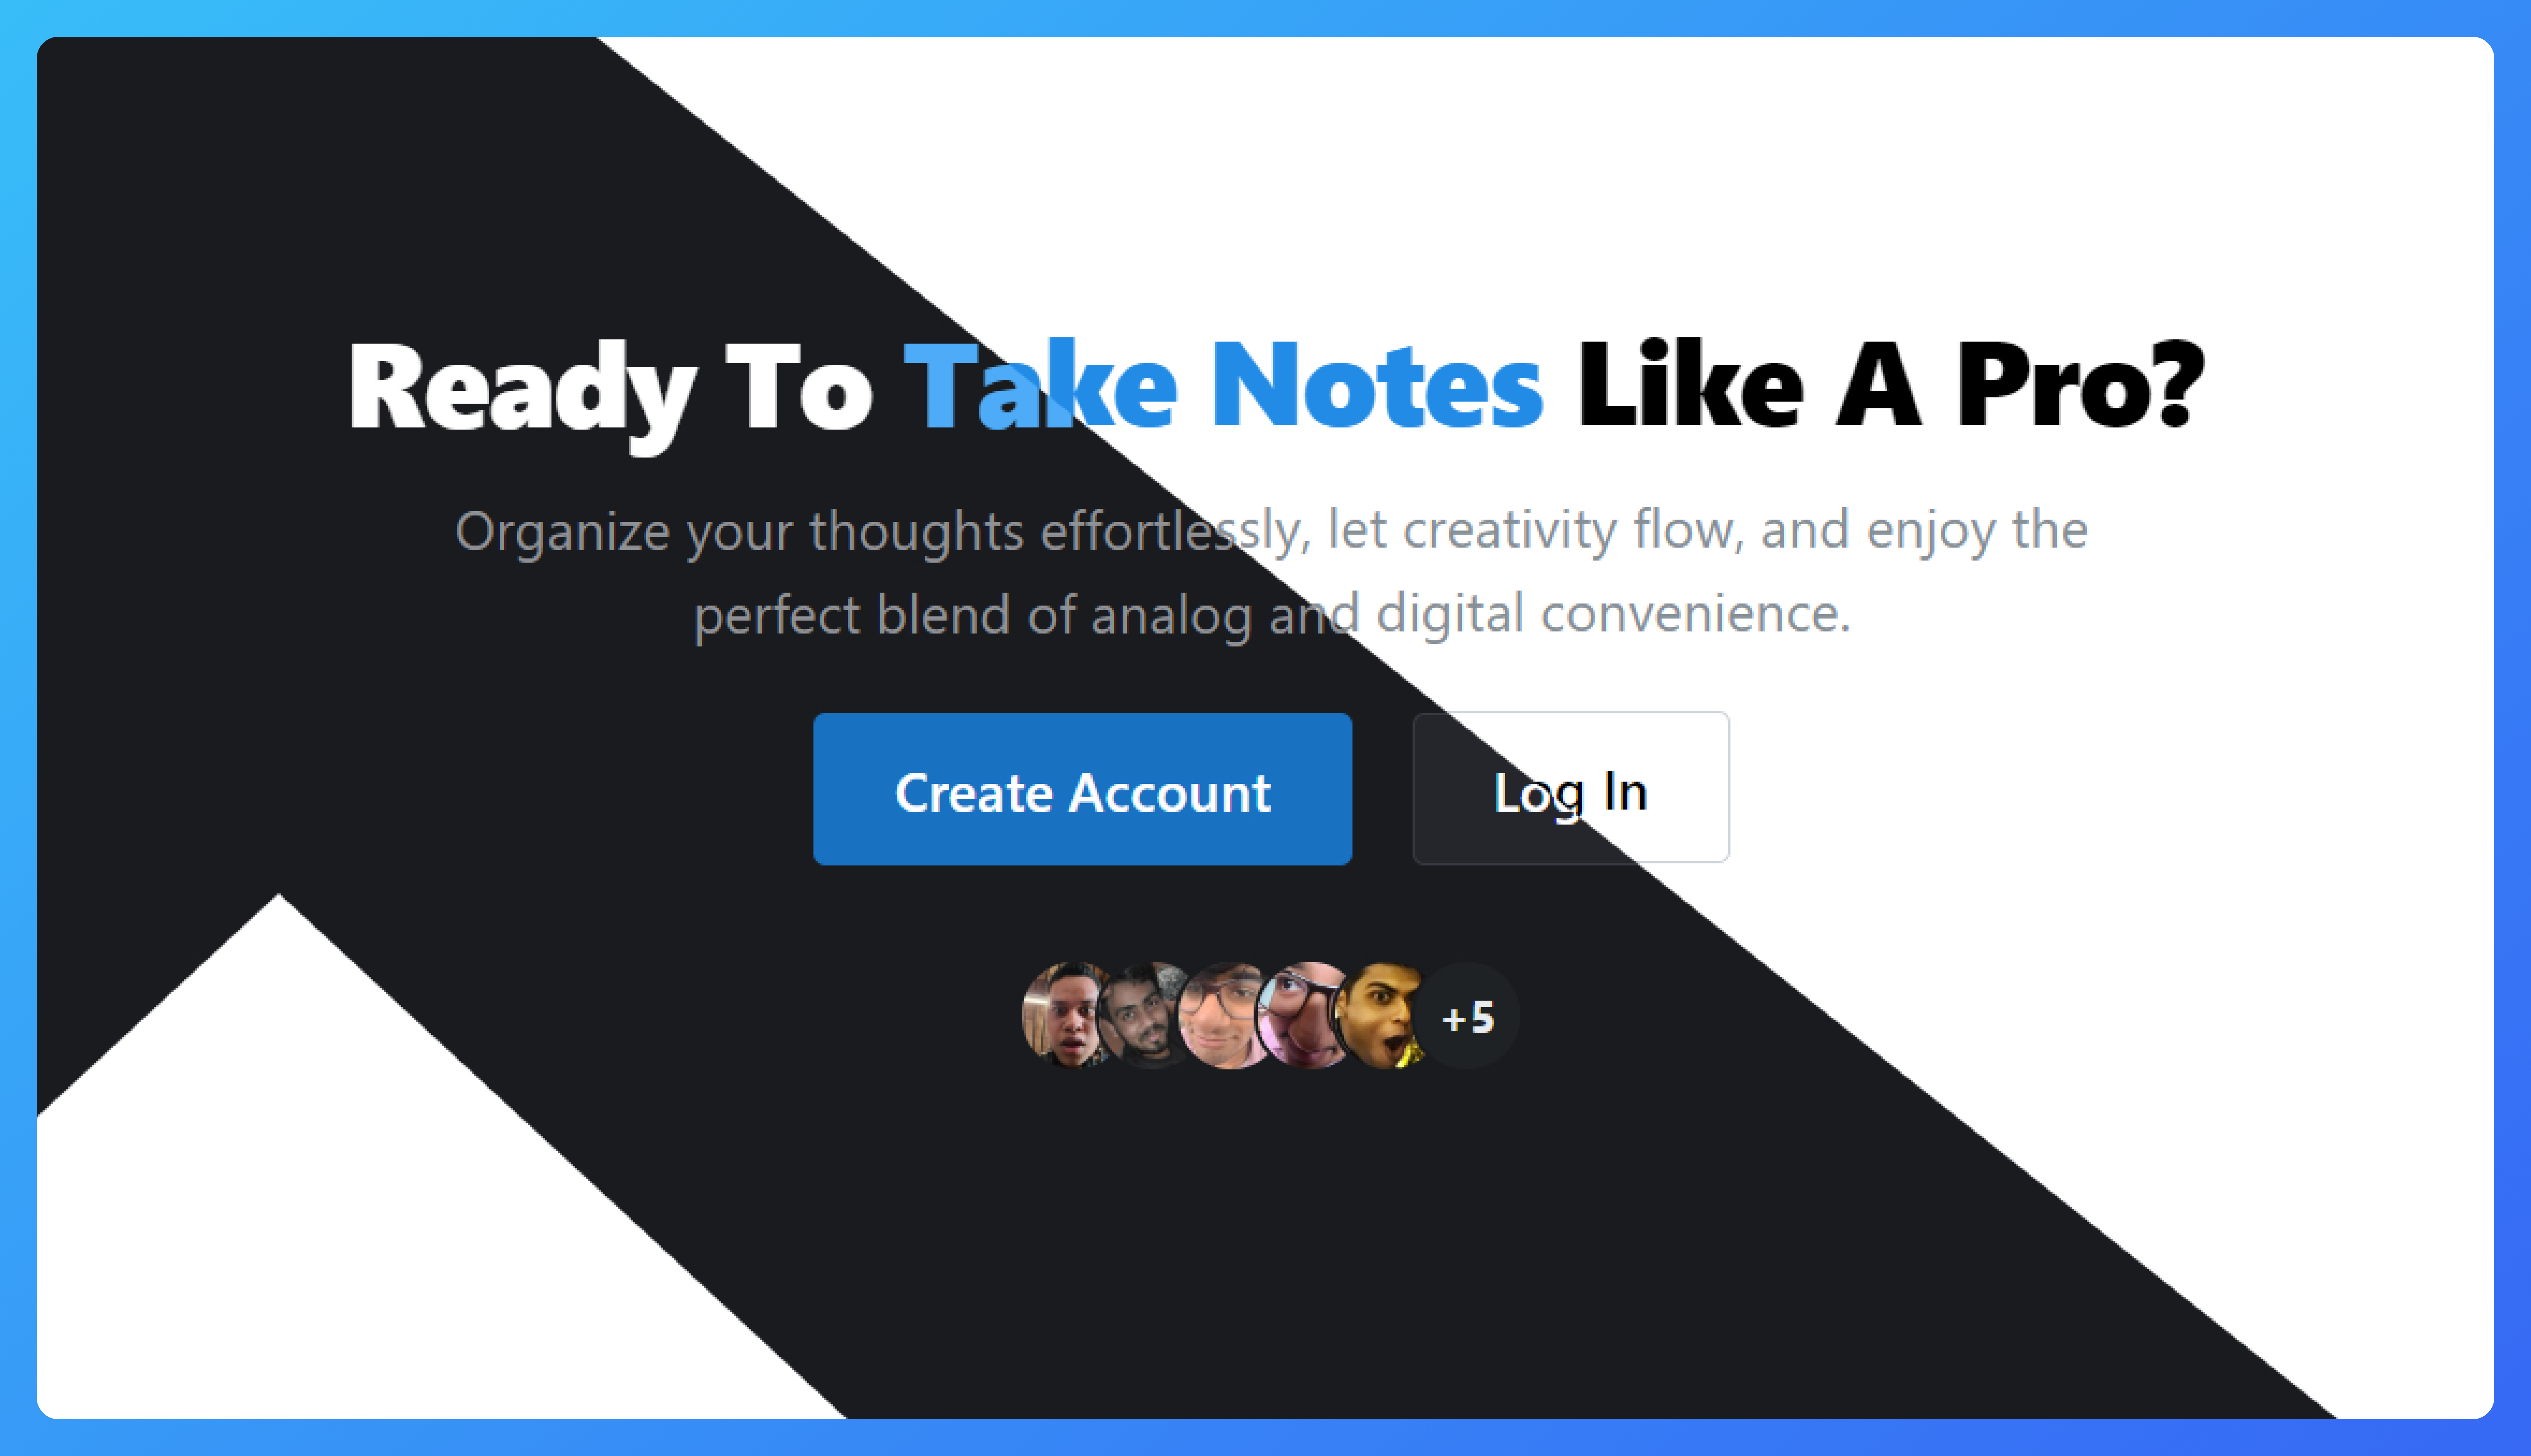 Ready To Take Notes Like A Pro?
Organize your thoughts effortlessly, let creativity flow, and enjoy the
perfect blend of analog and digital convenience.
Create Account
Log In
+5